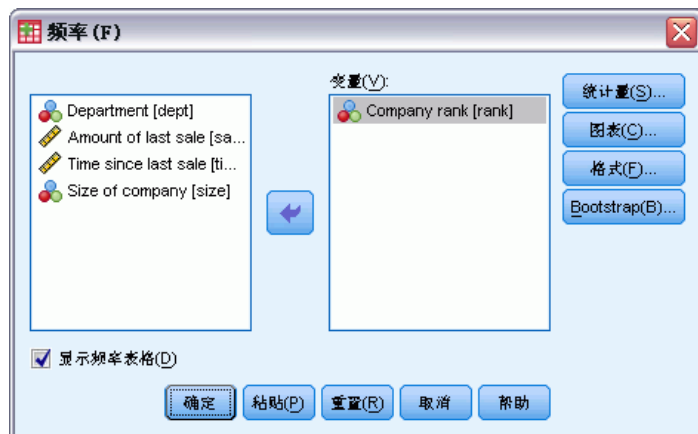 频率(F)
变量(V):
Department [dept]
Amount of last sale [sa...
Time since last sale [ti...
Size of company [size]
Company rank [rank]
统计量(S)...
图表(C)...
格式(F)...
Bootstrap(B)...
显示频率表格(D)
确定
粘贴(P)
重置(R)
取消
帮助